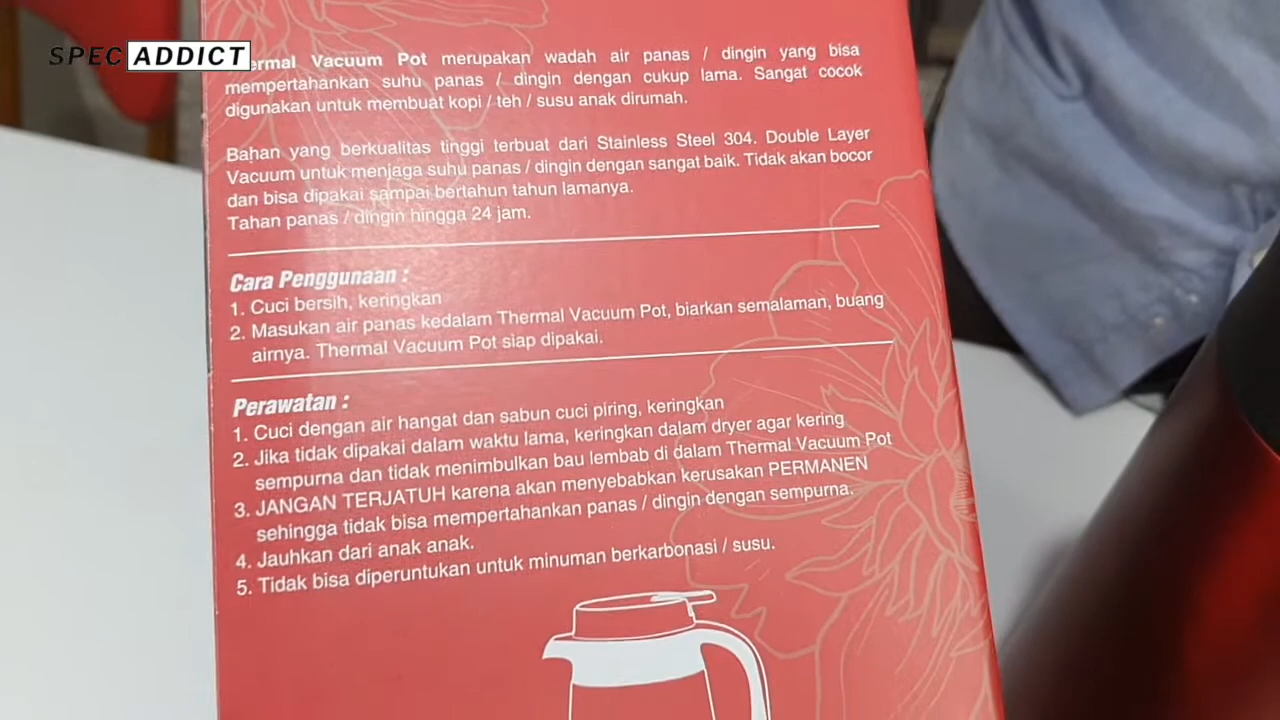 SPEC ADDICT
ermal Vacuum Pot merupakan wadah air panas / dingin yang bisa
mempertahankan suhu panas / dingin dengan cukup lama. Sangat cocok
digunakan untuk membuat kopi / teh / susu anak dirumah.
Bahan yang berkualitas tinggi terbuat dari Stainless Steel 304. Double Layer
Vacuum untuk menjaga suhu panas / dingin dengan sangat baik. Tidak akan bocor
dan bisa dipakai sampai bertahun tahun lamanya.
Tahan panas / dingin hingga 24 jam.
Cara Penggunaan :
1. Cuci bersih, keringkan
2. Masukan air panas kedalam Thermal Vacuum Pot, biarkan semalaman, buang
airnya. Thermal Vacuum Pot siap dipakai.
Perawatan :
1. Cuci dengan air hangat dan sabun cuci piring, keringkan
2. Jika tidak dipakai dalam waktu lama, keringkan dalam dryer agar kering
sempurna dan tidak menimbulkan bau lembab di dalam Thermal Vacuum Pot
3. JANGAN TERJATUH karena akan menyebabkan kerusakan PERMANEN
sehingga tidak bisa mempertahankan panas / dingin dengan sempurna.
4. Jauhkan dari anak anak.
5. Tidak bisa diperuntukan untuk minuman berkarbonasi / susu.